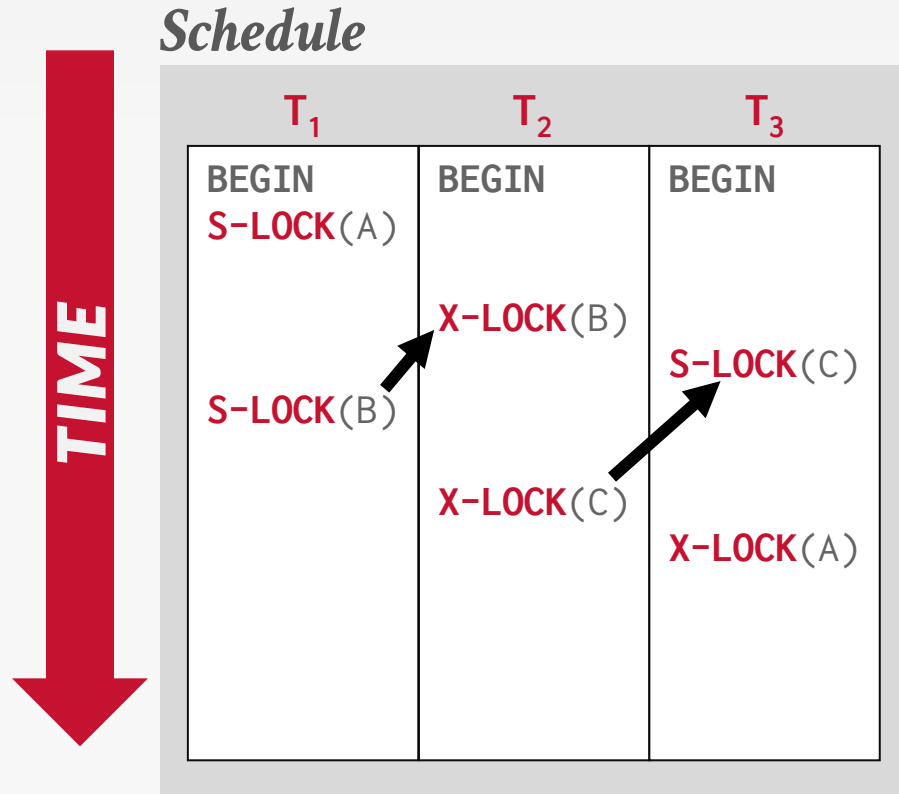 Schedule
TIME
T1 T2 T3
BEGIN BEGIN BEGIN
S-LOCK(A)
X-LOCK(B)
S-LOCK(C)
S-LOCK(B)
X-LOCK(C)
X-LOCK(A)